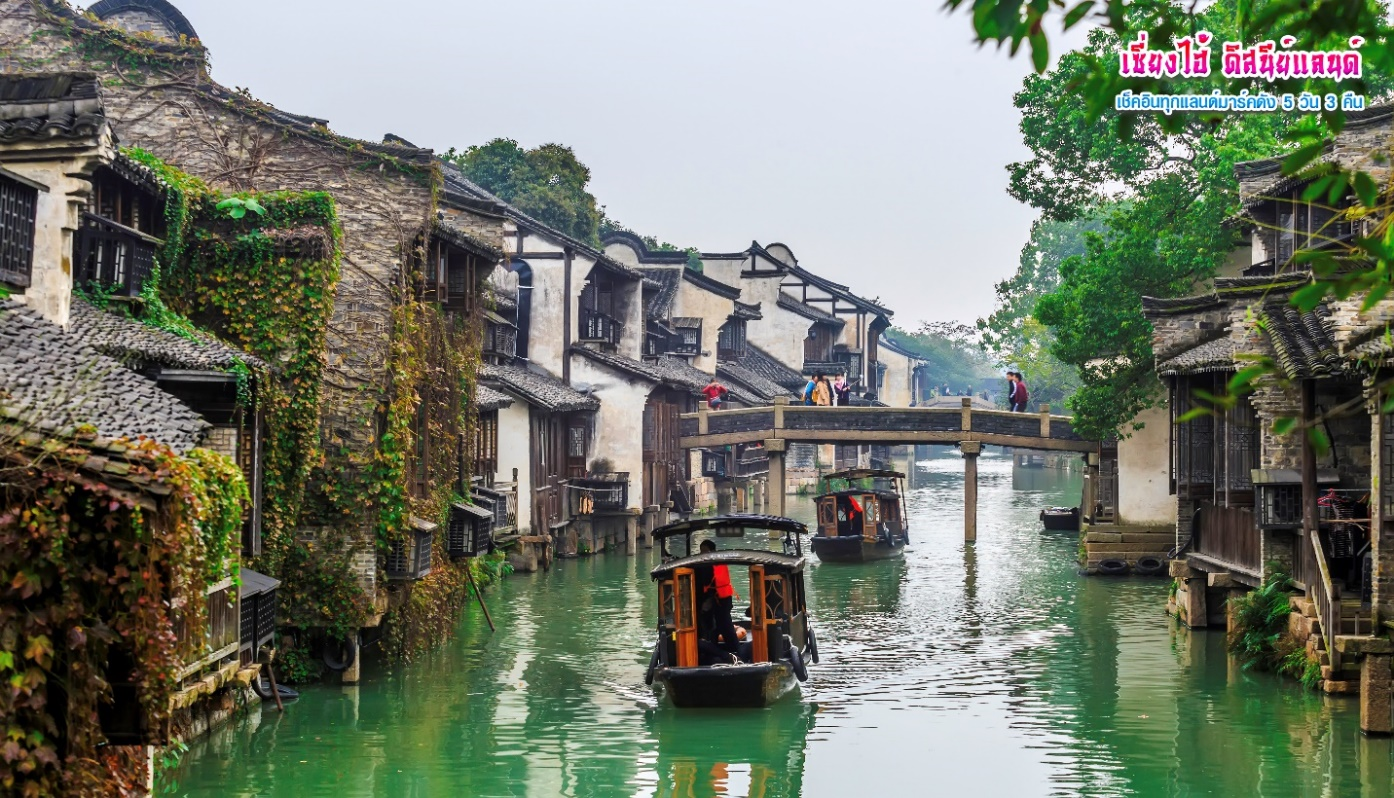 เซี่ยงไฮ้ ดิสนีย์แลนด์
เช็คอินทุกแลนด์มาร์คดัง 5 วัน 3 คืน